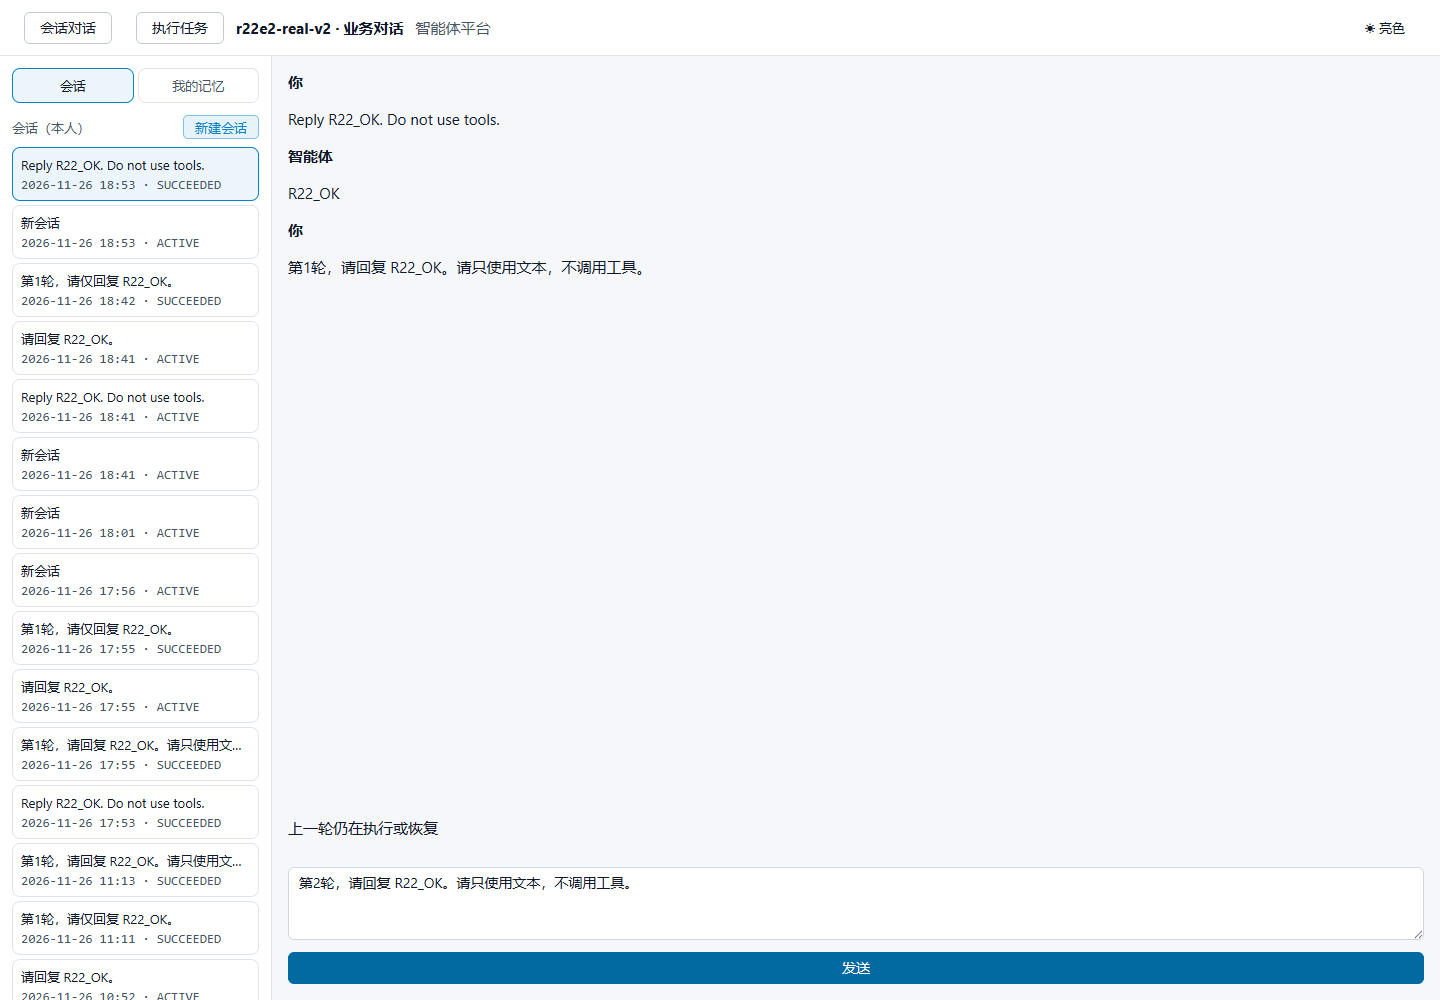 会话对话
执行任务
r22e2-real-v2 · 业务对话 智能体平台
☀ 亮色
会话
我的记忆
会话（本人）
新建会话
Reply R22_OK. Do not use tools.
2026-11-26 18:53 · SUCCEEDED
新会话
2026-11-26 18:53 · ACTIVE
第1轮，请仅回复 R22_OK。
2026-11-26 18:42 · SUCCEEDED
请回复 R22_OK。
2026-11-26 18:41 · ACTIVE
Reply R22_OK. Do not use tools.
2026-11-26 18:41 · ACTIVE
新会话
2026-11-26 18:41 · ACTIVE
新会话
2026-11-26 18:01 · ACTIVE
新会话
2026-11-26 17:56 · ACTIVE
第1轮，请仅回复 R22_OK。
2026-11-26 17:55 · SUCCEEDED
请回复 R22_OK。
2026-11-26 17:55 · ACTIVE
第1轮，请回复 R22_OK。请只使用文...
2026-11-26 17:55 · SUCCEEDED
Reply R22_OK. Do not use tools.
2026-11-26 17:53 · SUCCEEDED
第1轮，请回复 R22_OK。请只使用文...
2026-11-26 11:13 · SUCCEEDED
第1轮，请仅回复 R22_OK。
2026-11-26 11:11 · SUCCEEDED
请回复 R22_OK。
2026-11-26 10:52 · ACTIVE
你
Reply R22_OK. Do not use tools.
智能体
R22_OK
你
第1轮，请回复 R22_OK。请只使用文本，不调用工具。
上一轮仍在执行或恢复
第2轮，请回复 R22_OK。请只使用文本，不调用工具。
发送